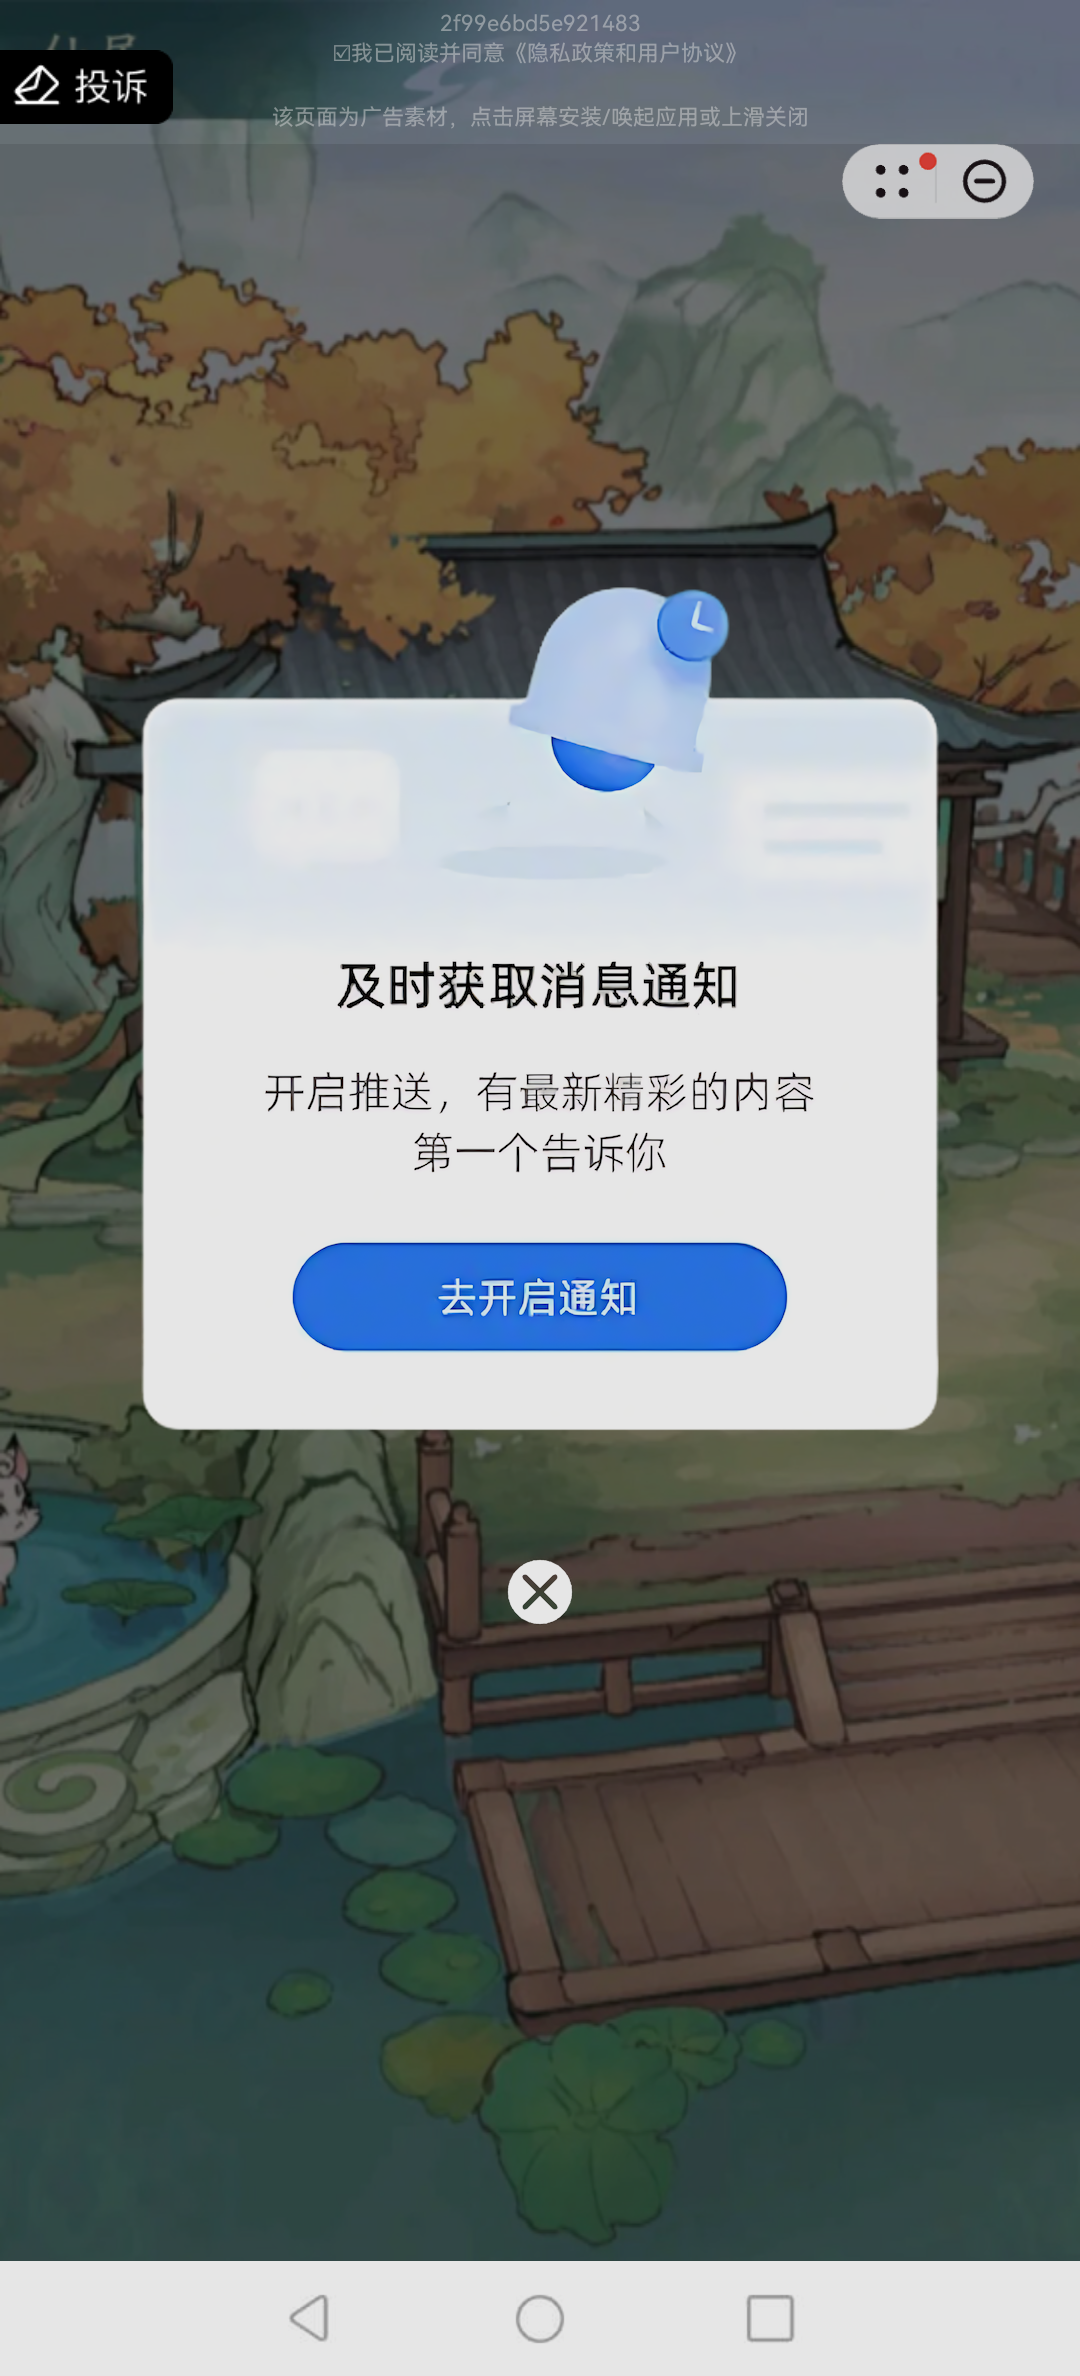 2f99e6bd5e921483
☑我已阅读并同意《隐私政策和用户协议》
投诉
该页面为广告素材，点击屏幕安装/唤起应用或上滑关闭
及时获取消息通知
开启推送，有最新精彩的内容
第一个告诉你
去开启通知